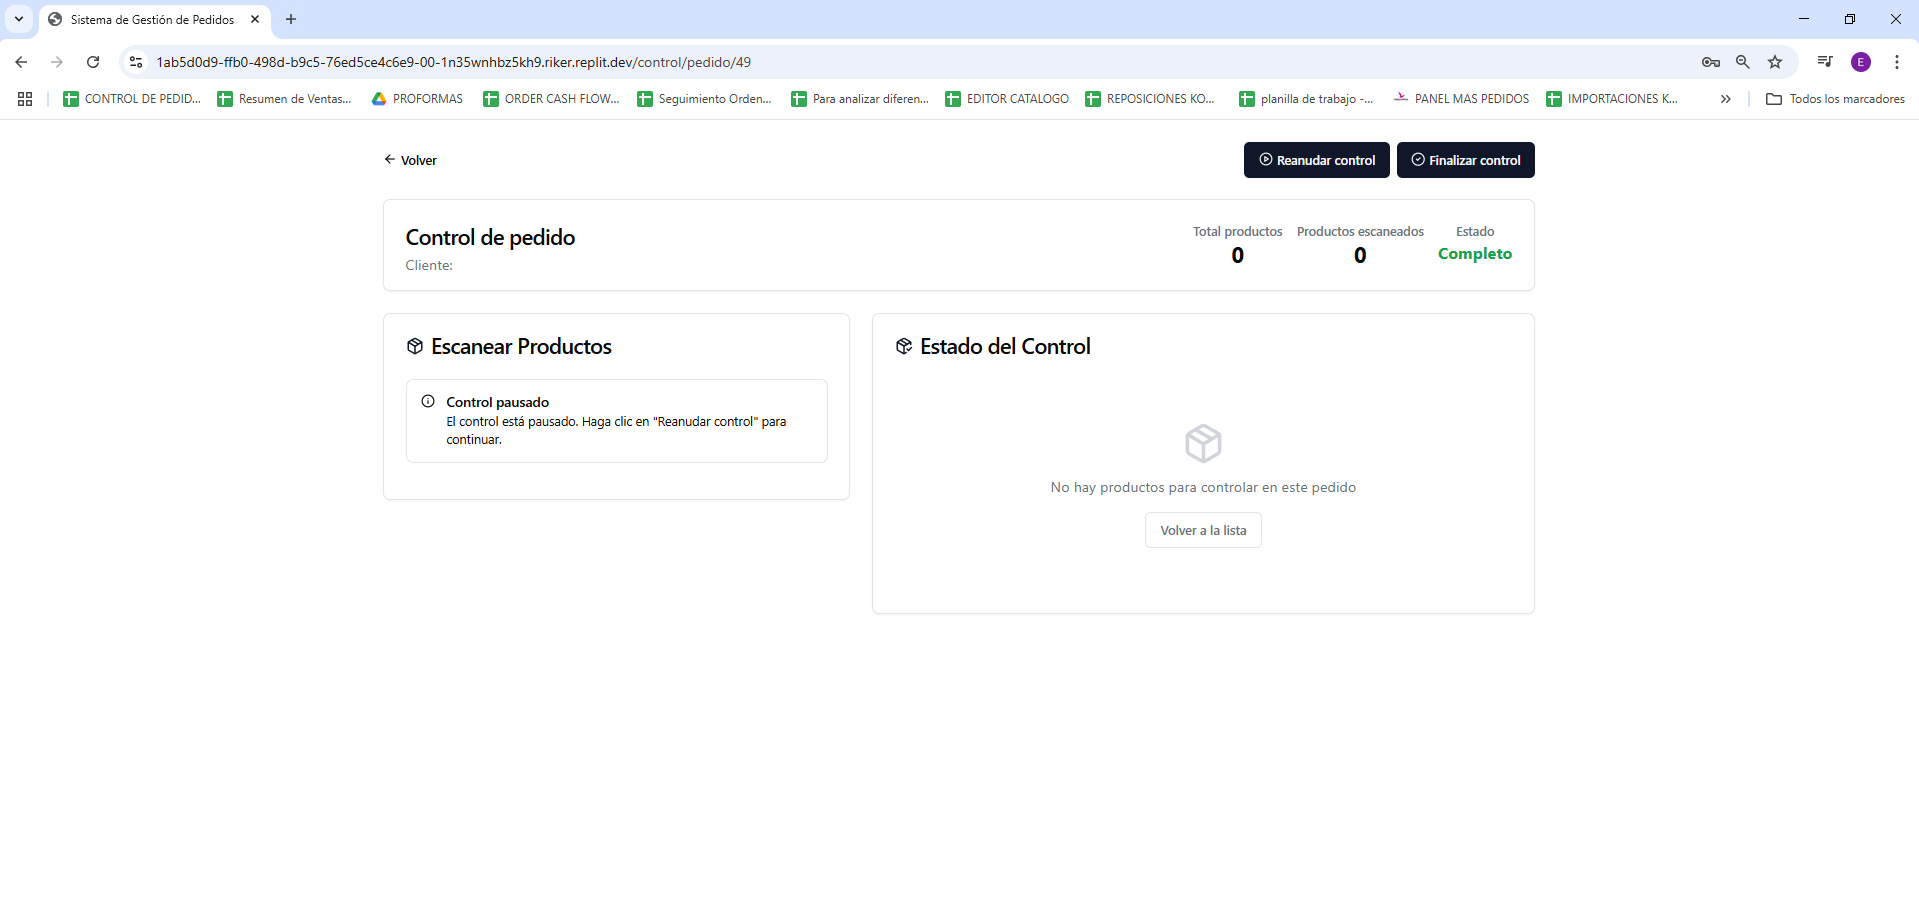 Sistema de Gestión de Pedidos
1ab5d0d9-ffb0-498d-b9c5-76ed5ce4c6e9-00-1n35wnhbz5kh9.riker.replit.dev/control/pedido/49
E
CONTROL DE PEDID...
Resumen de Ventas...
PROFORMAS
ORDER CASH FLOW...
Seguimiento Orden...
Para analizar diferen...
EDITOR CATALOGO
REPOSICIONES KO...
planilla de trabajo -...
PANEL MAS PEDIDOS
IMPORTACIONES K...
Todos los marcadores
Volver
Reanudar control
Finalizar control
Control de pedido
Cliente:
Total productos
0
Productos escaneados
0
Estado
Completo
Escanear Productos
Control pausado
El control está pausado. Haga clic en "Reanudar control" para
continuar.
Estado del Control
No hay productos para controlar en este pedido
Volver a la lista